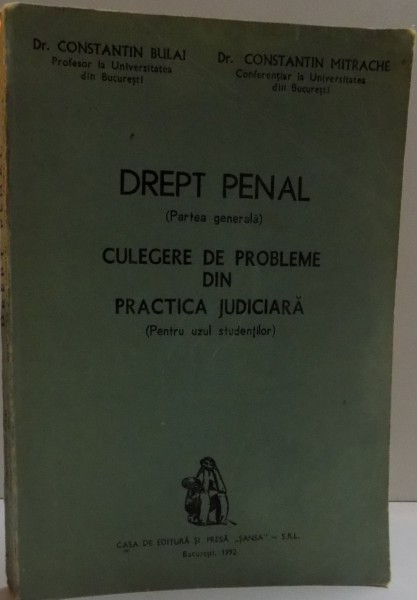 Dr. CONSTANTIN BULAI
Profesor la Universitatea
din București
Dr. CONSTANTIN MITRACHE
Conferențiar la Universitatea
din București
DREPT PENAL
(Partea generală)
CULEGERE DE PROBLEME
DIN
PRACTICA JUDICIARĂ
(Pentru uzul studenților)
CASA DE EDITURĂ ȘI PRESĂ „ȘANSA" – S.R.L.
București, 1992